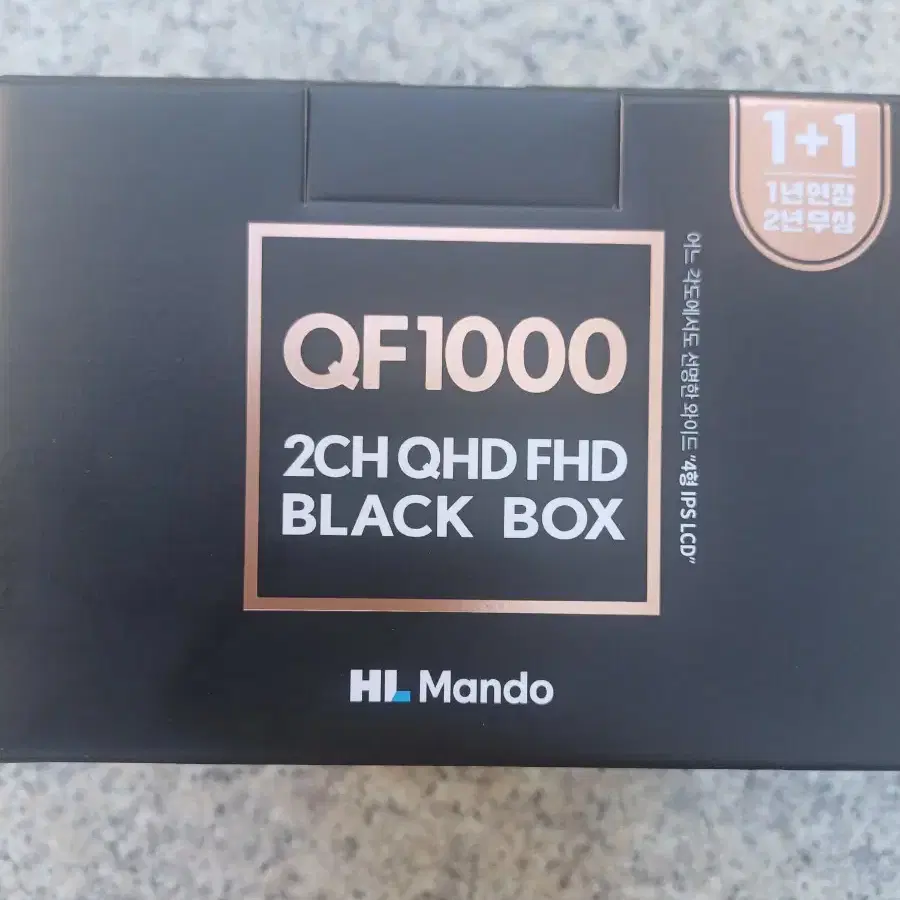 1+1
1년연장
2년무상
어느 각도에서도 선명한 와이드 "4형 IPS LCD"
QF1000
2CH QHD FHD
BLACK BOX
HL Mando